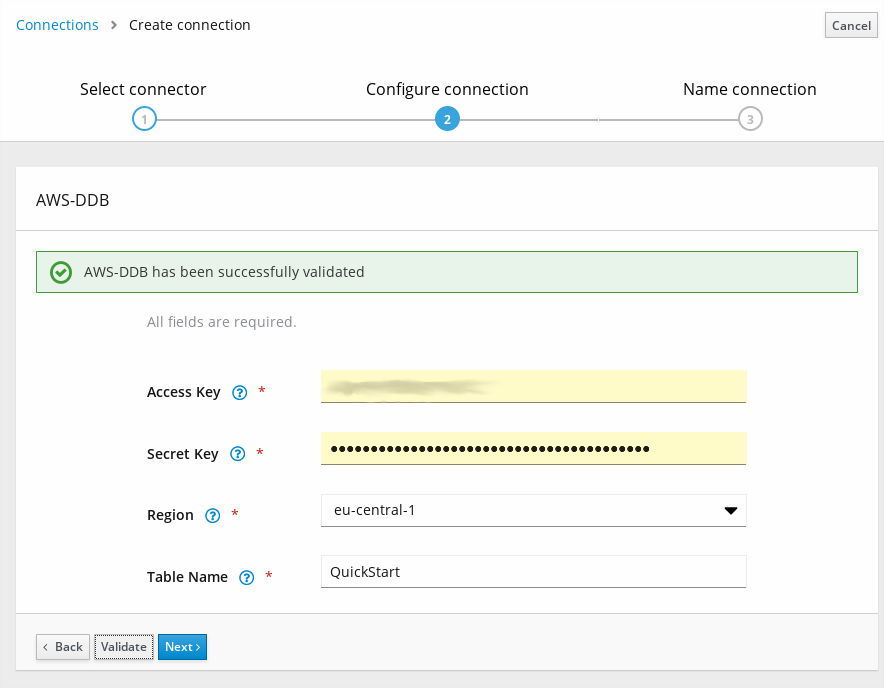 Connections > Create connection Cancel
Select connector Configure connection Name connection
1 2 3
AWS-DDB
AWS-DDB has been successfully validated
All fields are required.
Access Key ? *
Secret Key ? * ••••••••••••••••••••••••••••••••••••••••
Region ? * eu-central-1
Table Name ? * QuickStart
< Back Validate Next >